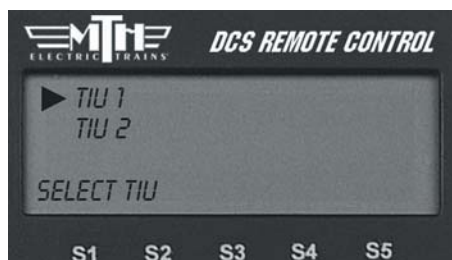 MTH
ELECTRIC TRAINS
DCS REMOTE CONTROL
TIU 1
TIU 2
SELECT TIU
S1 S2 S3 S4 S5